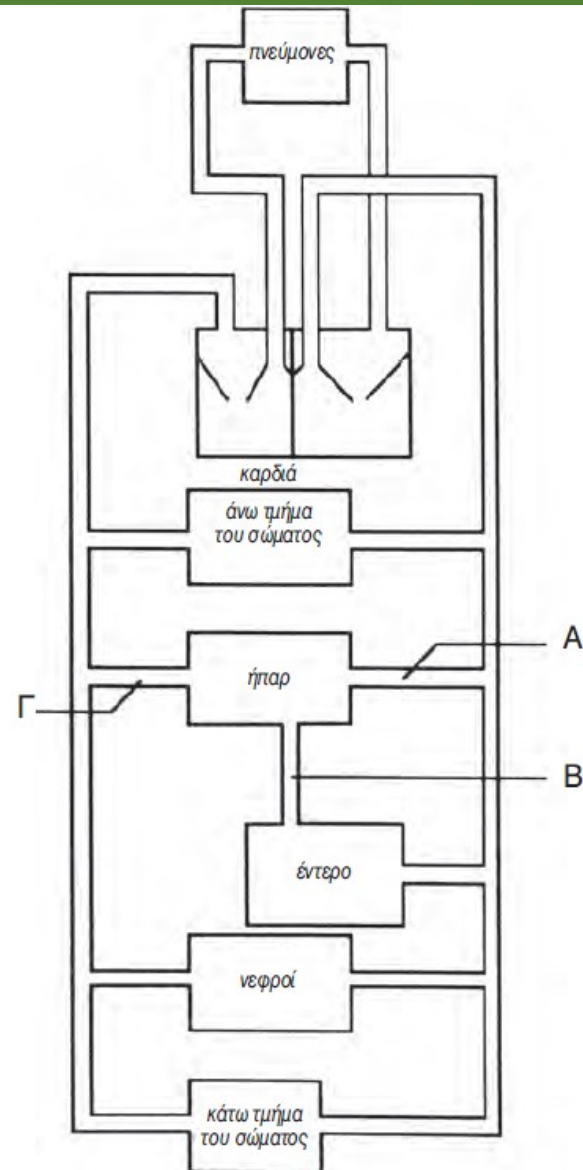 πνεύμονες
καρδιά
άνω τμήμα
του σώματος
Α
ήπαρ
Γ
Β
έντερο
νεφροί
κάτω τμήμα
του σώματος